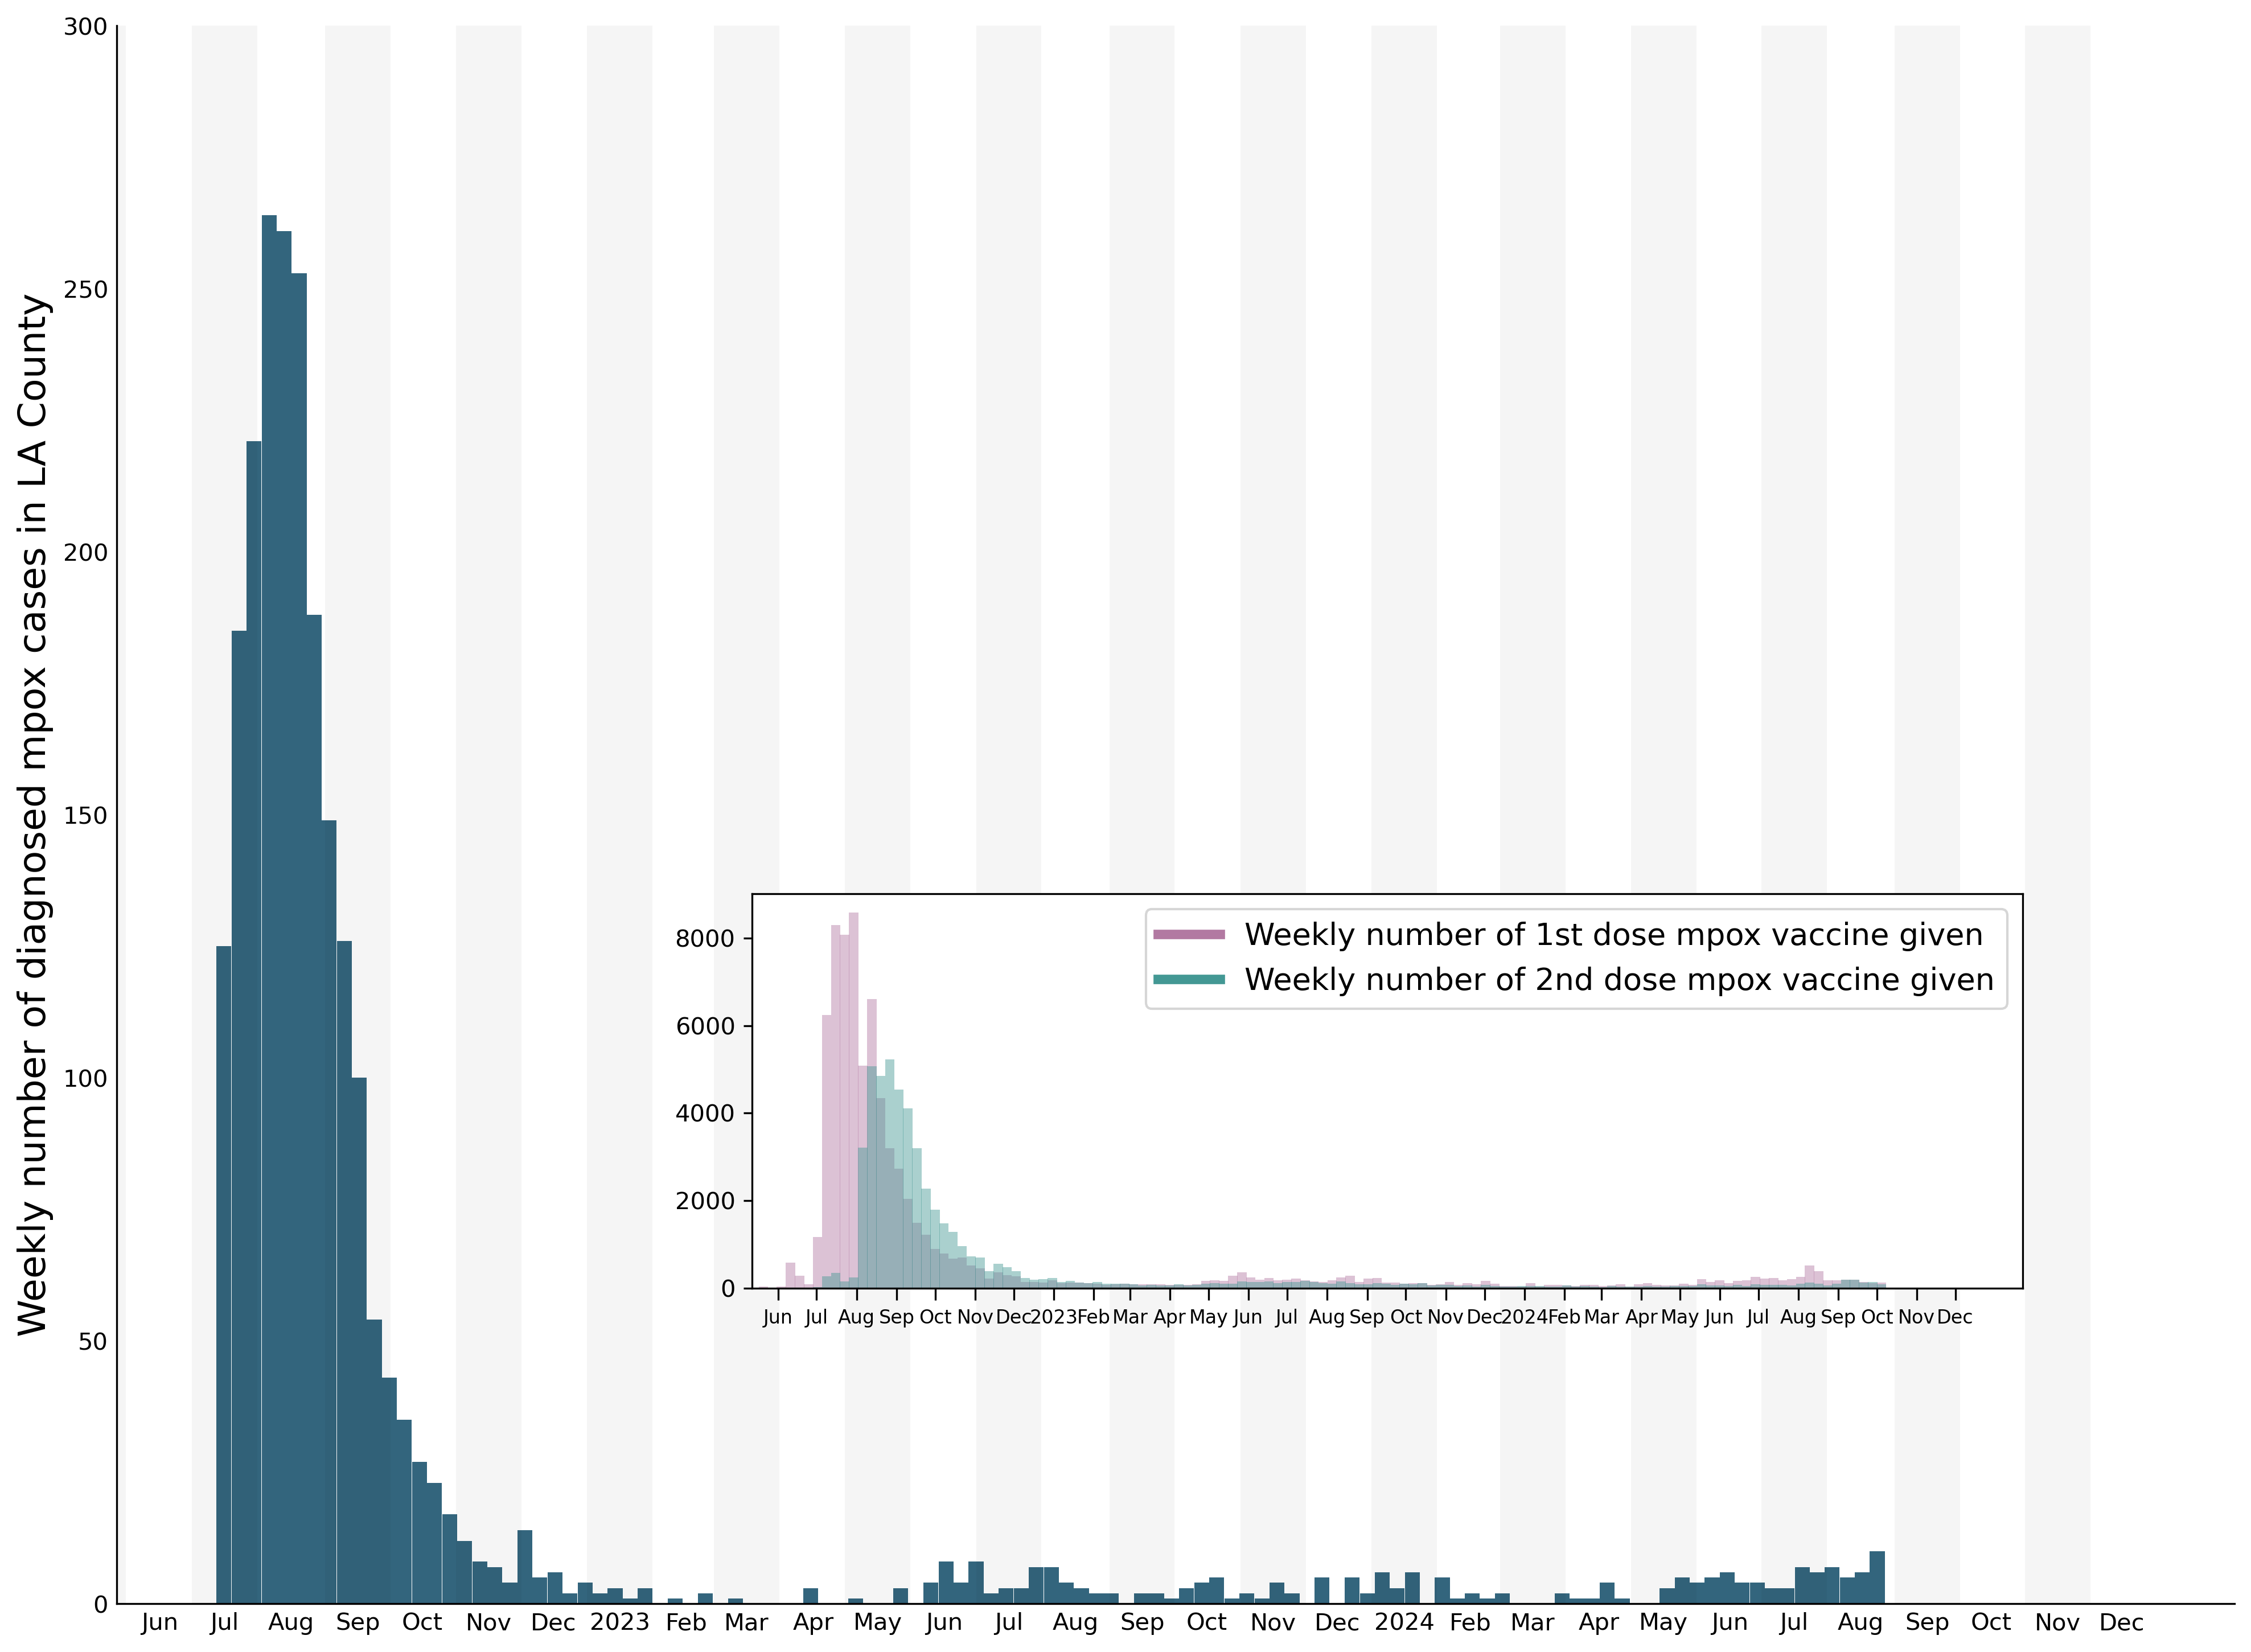 Weekly number of diagnosed mpox cases in LA County
300
250
200
150
100
50
0
Jun Jul Aug Sep Oct Nov Dec 2023 Feb Mar Apr May Jun Jul Aug Sep Oct Nov Dec 2024 Feb Mar Apr May Jun Jul Aug Sep Oct Nov Dec
Weekly number of 1st dose mpox vaccine given
Weekly number of 2nd dose mpox vaccine given
8000
6000
4000
2000
0
Jun Jul Aug Sep Oct Nov Dec 2023 Feb Mar Apr May Jun Jul Aug Sep Oct Nov Dec 2024 Feb Mar Apr May Jun Jul Aug Sep Oct Nov Dec